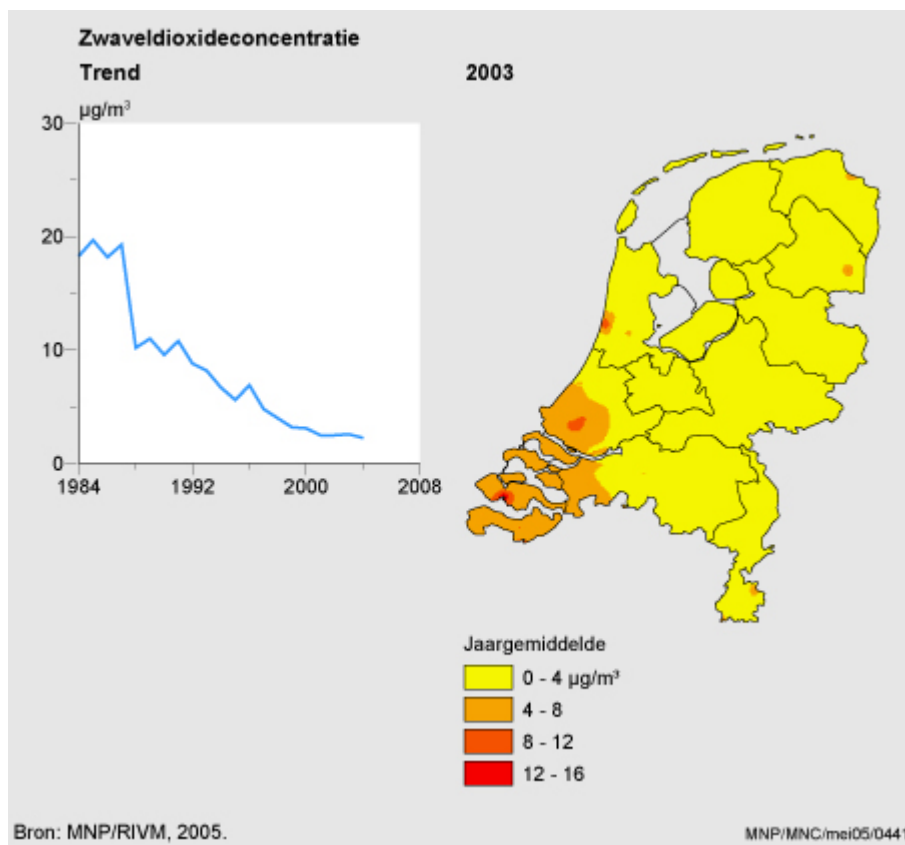 Zwaveldioxideconcentratie
Trend
2003
µg/m³
30
20
10
0
1984
1992
2000
2008
Jaargemiddelde
0 - 4 µg/m³
4 - 8
8 - 12
12 - 16
Bron: MNP/RIVM, 2005.
MNP/MNC/mei05/0441